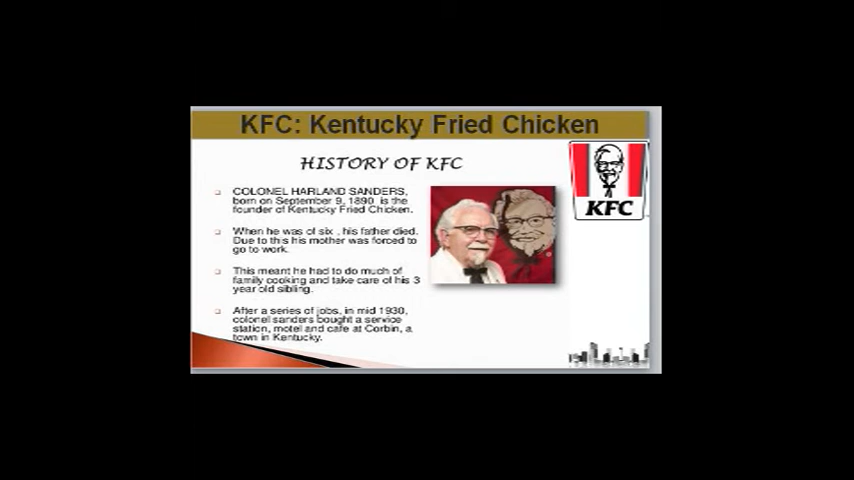 KFC: Kentucky Fried Chicken
HISTORY OF KFC
COLONEL HARLAND SANDERS,
born on September 9, 1890 is the
founder of Kentucky Fried Chicken.
When he was of six , his father died.
Due to this his mother was forced to
go to work.
This meant he had to do much of
family cooking and take care of his 3
year old sibling.
After a series of jobs, in mid 1930,
colonel sanders bought a service
station, motel and cafe at Corbin, a
town in Kentucky.
KFC